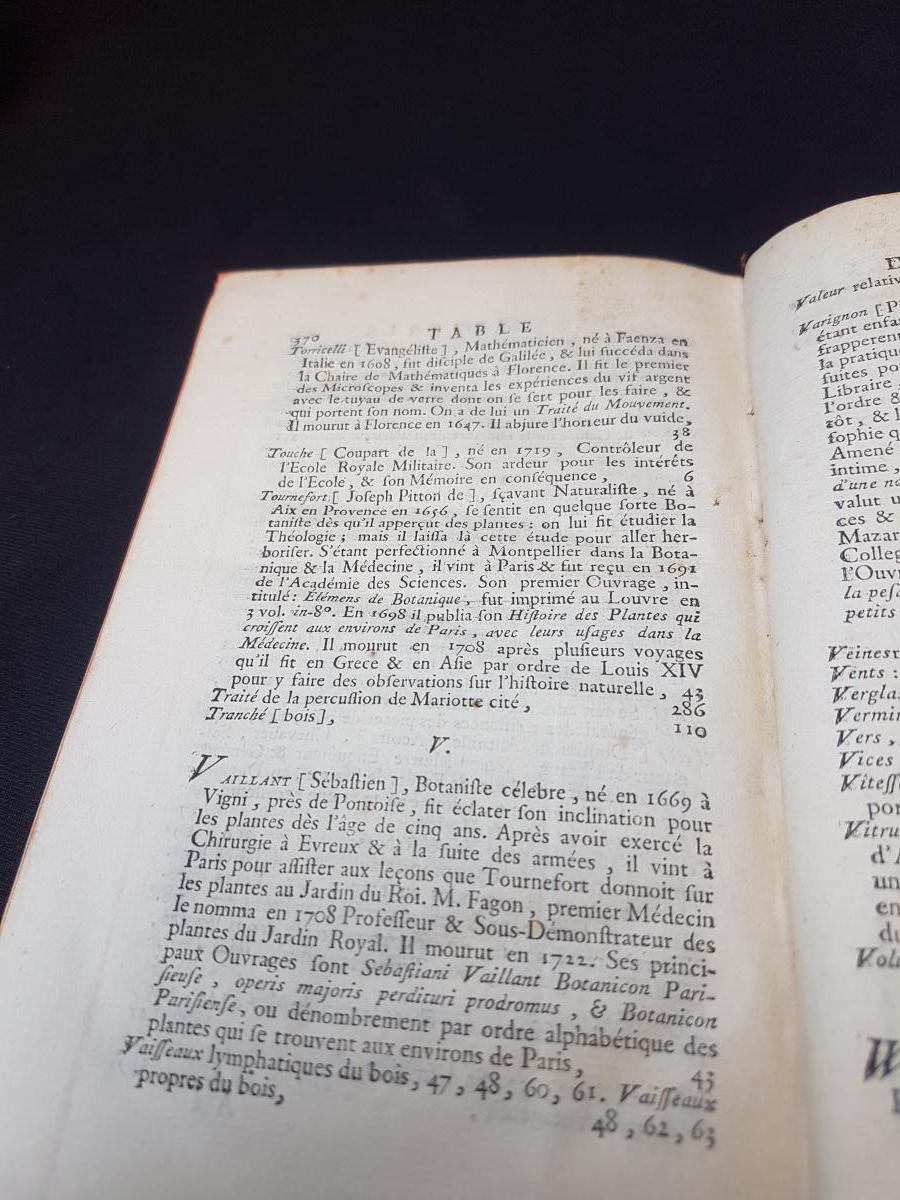 370 TABLE
Torricelli [ Evangéliste ], Mathématicien, né à Faenza en
Italie en 1608, fut disciple de Galilée, & lui succéda dans
la Chaire de Mathématiques à Florence. Il fit le premier
des Microscopes & inventa les expériences du vif argent
avec le tuyau de verre dont on se sert pour les faire, &
qui portent son nom. On a de lui un Traité du Mouvement.
Il mourut à Florence en 1647. Il abjure l'horreur du vuide,
38
Touche [ Coupart de la ], né en 1719, Contrôleur de
l'Ecole Royale Militaire. Son ardeur pour les intérêts
de l'Ecole, & son Mémoire en conséquence, 6
Tournefort [ Joseph Pitton de ], sçavant Naturaliste, né à
Aix en Provence en 1656, se sentit en quelque sorte Bo-
taniste dès qu'il apperçut des plantes : on lui fit étudier la
Théologie ; mais il laissa là cette étude pour aller her-
boriser. S'étant perfectionné à Montpellier dans la Bota-
nique & la Médecine, il vint à Paris & fut reçu en 1691
de l'Académie des Sciences. Son premier Ouvrage, in-
titulé : Elémens de Botanique, fut imprimé au Louvre en
3 vol. in-8°. En 1698 il publia son Histoire des Plantes qui
croissent aux environs de Paris, avec leurs usages dans la
Médecine. Il mourut en 1708 après plusieurs voyages
qu'il fit en Grece & en Asie par ordre de Louis XIV
pour y faire des observations sur l'histoire naturelle, 43
Traité de la percussion de Mariotte cité, 286
Tranché [ bois ], 110
V.
VAILLANT [ Sébastien ], Botaniste célebre, né en 1669 à
Vigni, près de Pontoise, fit éclater son inclination pour
les plantes dès l'âge de cinq ans. Après avoir exercé la
Chirurgie à Evreux & à la suite des armées, il vint à
Paris pour assister aux leçons que Tournefort donnoit sur
les plantes au Jardin du Roi. M. Fagon, premier Médecin
le nomma en 1708 Professeur & Sous-Démonstrateur des
plantes du Jardin Royal. Il mourut en 1722. Ses princi-
paux Ouvrages sont Sebastiani Vaillant Botanicon Pari-
sieuse, operis majoris perdituri prodromus, & Botanicon
Parisiense, ou dénombrement par ordre alphabétique des
plantes qui se trouvent aux environs de Paris, 43
Vaisseaux lymphatiques du bois, 47, 48, 60, 61. Vaisseaux
propres du bois, 48, 62, 63
Valeur relativ
Varignon [ P
étant enfa
frapperent
la pratique
suites po
Libraire,
l'ordre &
tôt, & l
sophie q
Amené
intime,
d'une no
valut u
ces &
Mazar
Colleg
l'Ouv
la pesa
petits
Veines
Vents :
Verglas
Vermi
Vers,
Vices
Vîtess
por
Vitru
d'A
un
en
du
Volu
W